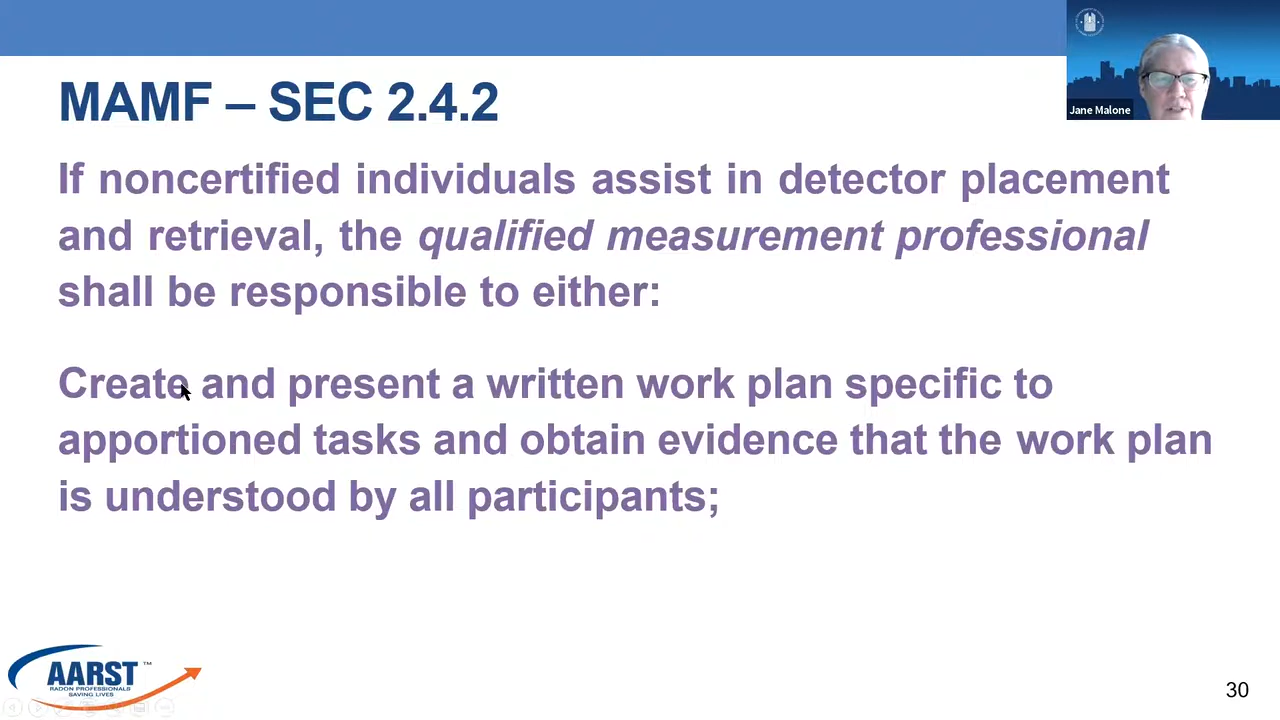 MAMF – SEC 2.4.2
Jane Malone
If noncertified individuals assist in detector placement
and retrieval, the qualified measurement professional
shall be responsible to either:
Create and present a written work plan specific to
apportioned tasks and obtain evidence that the work plan
is understood by all participants;
AARST™
RADON PROFESSIONALS
SAVING LIVES
30